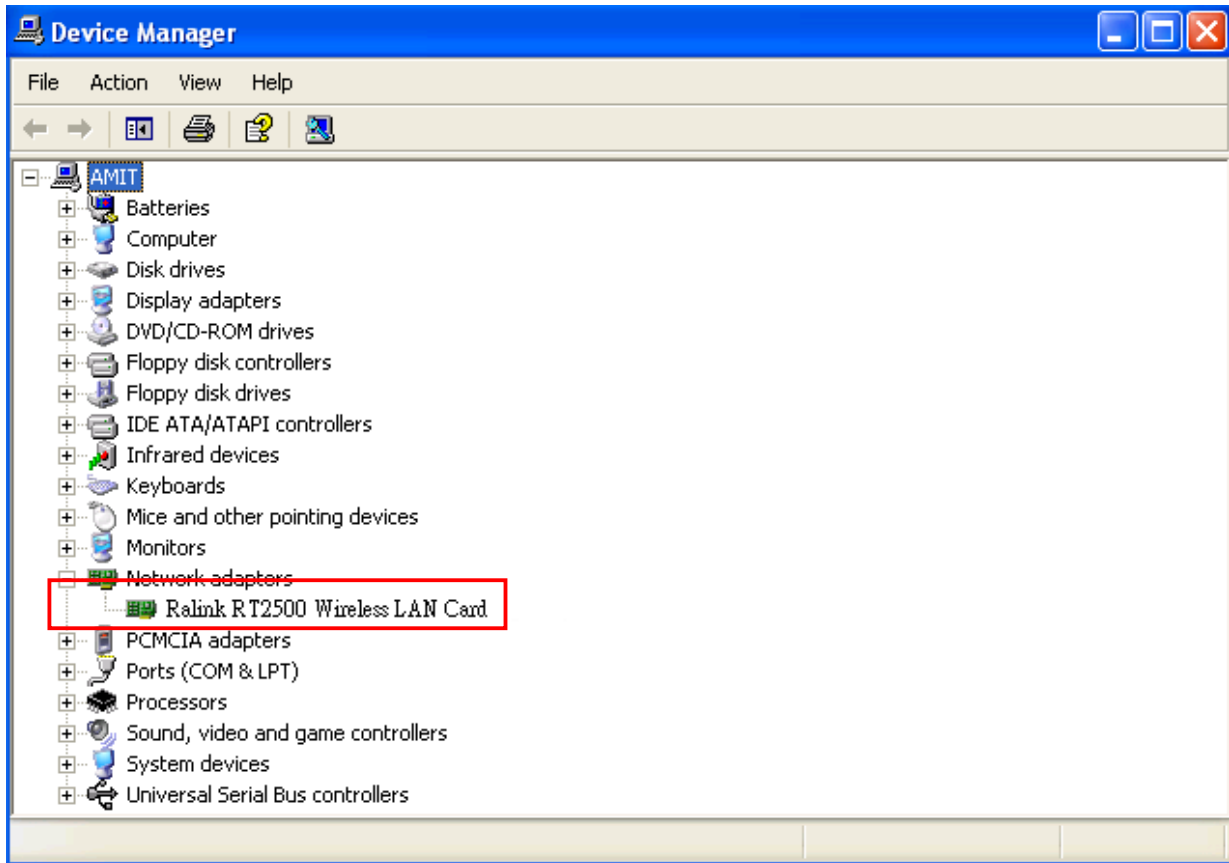 Device Manager
File Action View Help
AMIT
Batteries
Computer
Disk drives
Display adapters
DVD/CD-ROM drives
Floppy disk controllers
Floppy disk drives
IDE ATA/ATAPI controllers
Infrared devices
Keyboards
Mice and other pointing devices
Monitors
Network adapters
Ralink RT2500 Wireless LAN Card
PCMCIA adapters
Ports (COM & LPT)
Processors
Sound, video and game controllers
System devices
Universal Serial Bus controllers